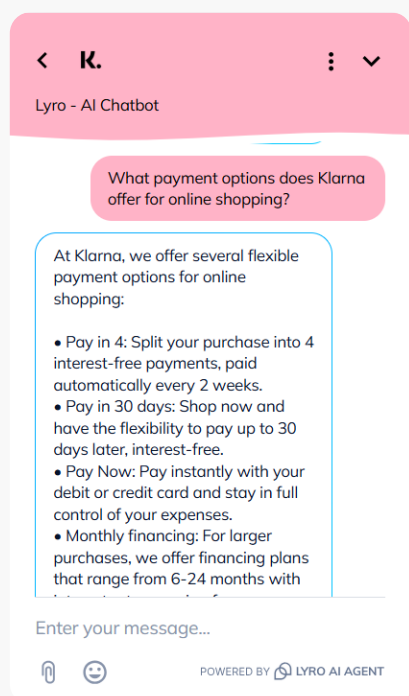 K.
Lyro - AI Chatbot
What payment options does Klarna
offer for online shopping?
At Klarna, we offer several flexible
payment options for online
shopping:
• Pay in 4: Split your purchase into 4
interest-free payments, paid
automatically every 2 weeks.
• Pay in 30 days: Shop now and
have the flexibility to pay up to 30
days later, interest-free.
• Pay Now: Pay instantly with your
debit or credit card and stay in full
control of your expenses.
• Monthly financing: For larger
purchases, we offer financing plans
that range from 6-24 months with
Enter your message...
POWERED BY LYRO AI AGENT